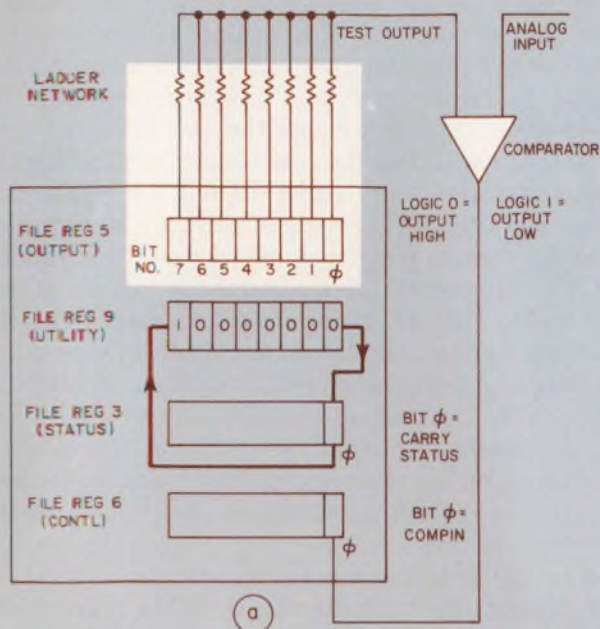 TEST OUTPUT
ANALOG
INPUT
LADDER
NETWORK
COMPARATOR
LOGIC 0 =
OUTPUT
HIGH
LOGIC 1 =
OUTPUT
LOW
FILE REG 5
(OUTPUT)
BIT
NO. 7 6 5 4 3 2 1 ϕ
FILE REG 9
(UTILITY)
1 0 0 0 0 0 0 0
FILE REG 3
(STATUS)
ϕ
BIT ϕ =
CARRY
STATUS
FILE REG 6
(CONTL)
ϕ
BIT ϕ =
COMPIN
a